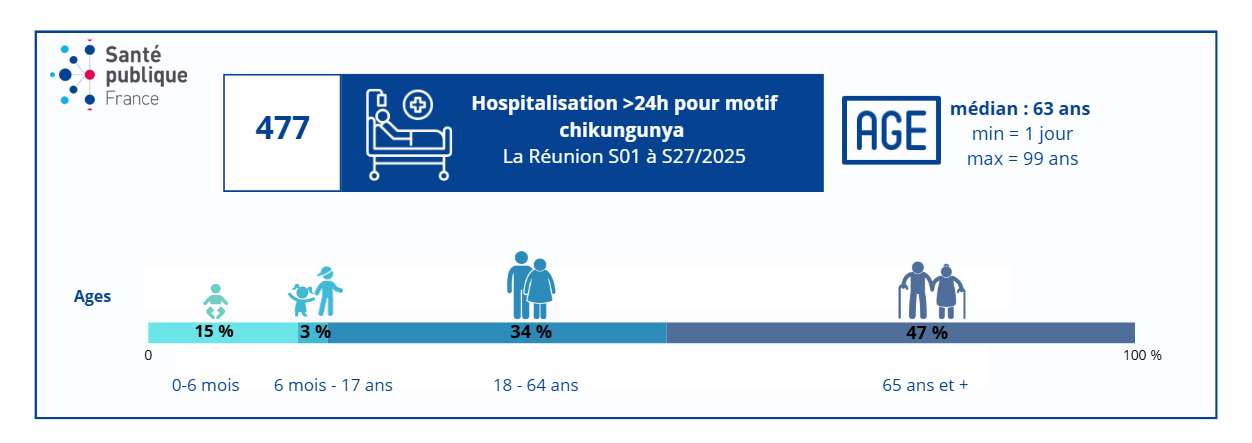 Santé
publique
France
477
Hospitalisation >24h pour motif
chikungunya
La Réunion S01 à S27/2025
AGE
médian : 63 ans
min = 1 jour
max = 99 ans
Ages
15 %
3 %
34 %
47 %
0
100 %
0-6 mois
6 mois - 17 ans
18 - 64 ans
65 ans et +